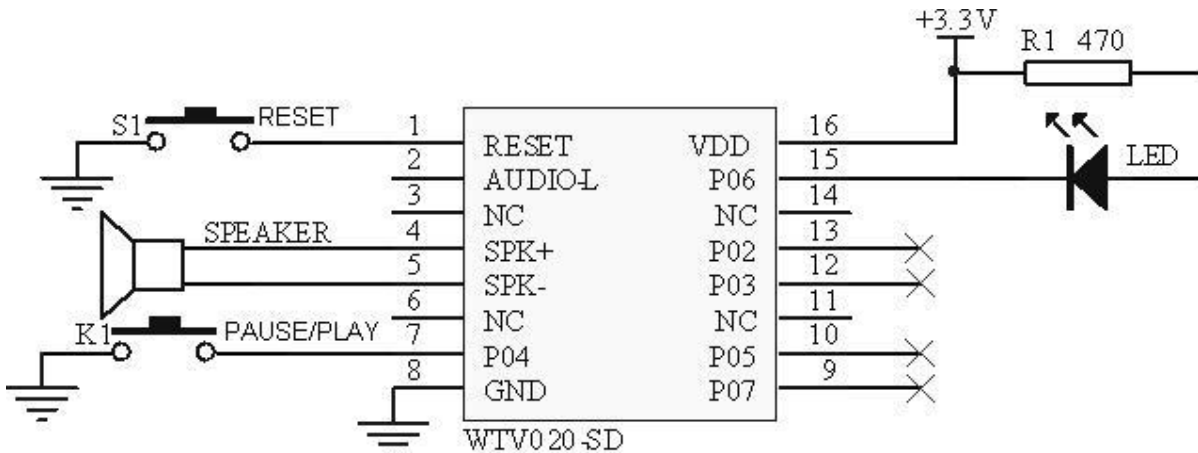 +3.3V
R1 470
S1 RESET
1 RESET VDD 16
2 AUDIO-L P06 15
LED
3 NC NC 14
SPEAKER
4 SPK+ P02 13
5 SPK- P03 12
6 NC NC 11
K1 PAUSE/PLAY
7 P04 P05 10
8 GND P07 9
WTV020-SD